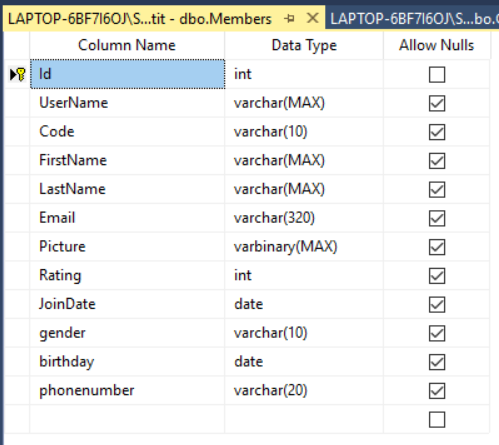 LAPTOP-6BF7I6OJ\S...tit - dbo.Members LAPTOP-6BF7I6OJ\S...bo.
Column Name Data Type Allow Nulls
Id int
UserName varchar(MAX)
Code varchar(10)
FirstName varchar(MAX)
LastName varchar(MAX)
Email varchar(320)
Picture varbinary(MAX)
Rating int
JoinDate date
gender varchar(10)
birthday date
phonenumber varchar(20)